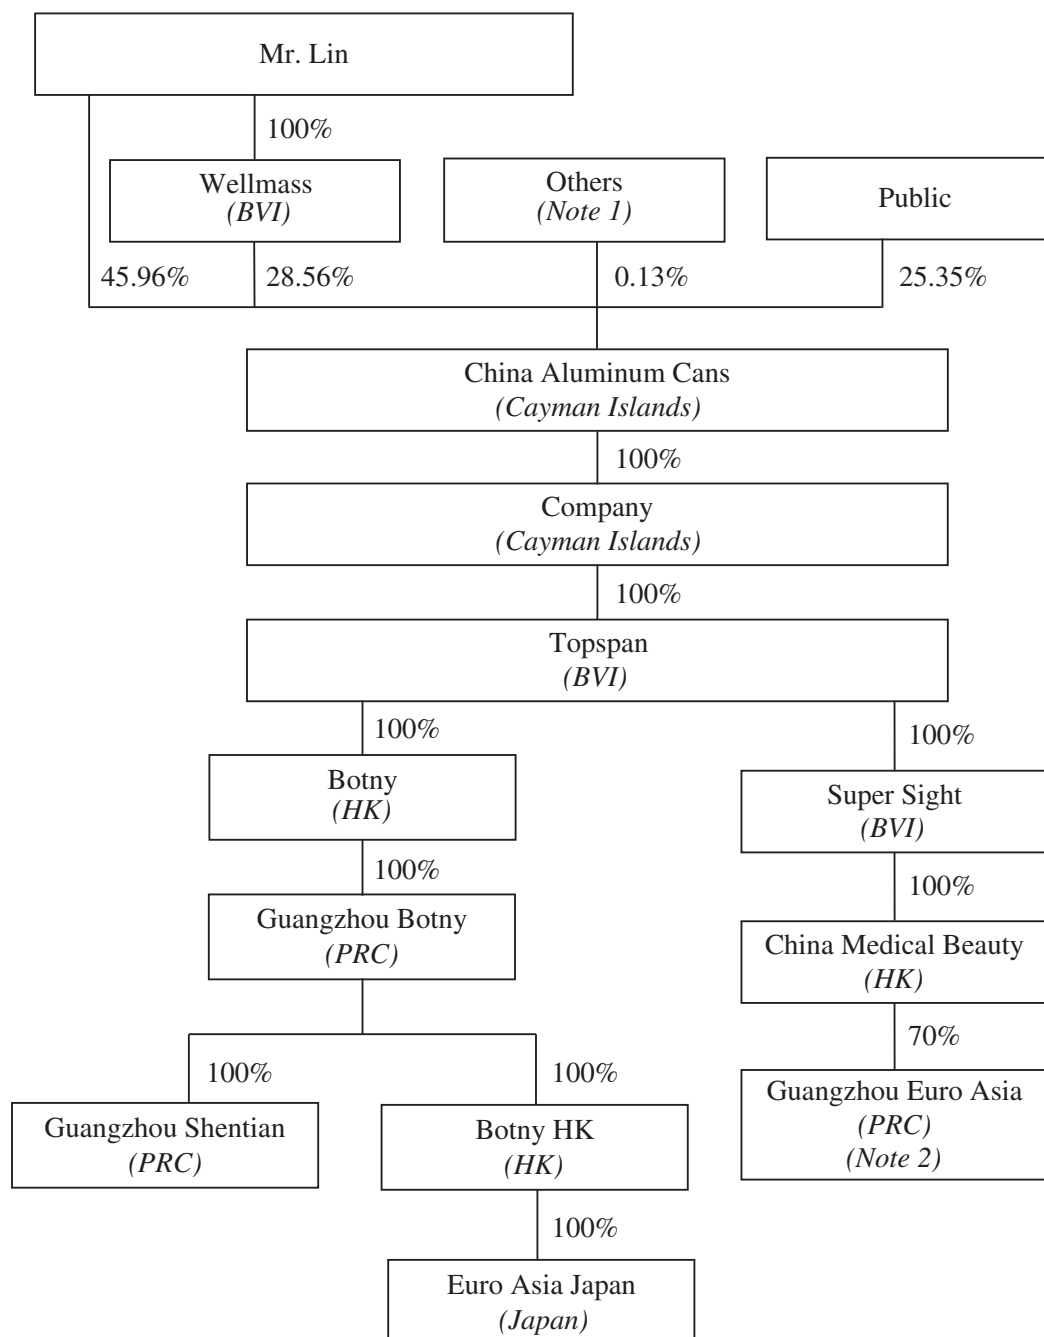 Mr. Lin
100%
Wellmass
(BVI)
Others
(Note 1)
Public
45.96%
28.56%
0.13%
25.35%
China Aluminum Cans
(Cayman Islands)
100%
Company
(Cayman Islands)
100%
Topspan
(BVI)
100%
100%
Botny
(HK)
Super Sight
(BVI)
100%
100%
Guangzhou Botny
(PRC)
China Medical Beauty
(HK)
70%
100%
100%
Guangzhou Shentian
(PRC)
Botny HK
(HK)
Guangzhou Euro Asia
(PRC)
(Note 2)
100%
Euro Asia Japan
(Japan)